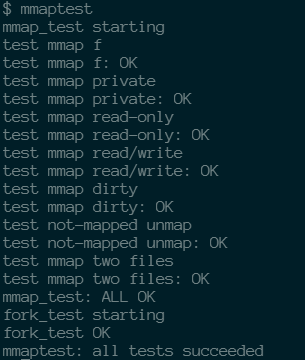 $ mmaptest
mmap_test starting
test mmap f
test mmap f: OK
test mmap private
test mmap private: OK
test mmap read-only
test mmap read-only: OK
test mmap read/write
test mmap read/write: OK
test mmap dirty
test mmap dirty: OK
test not-mapped unmap
test not-mapped unmap: OK
test mmap two files
test mmap two files: OK
mmap_test: ALL OK
fork_test starting
fork_test OK
mmaptest: all tests succeeded